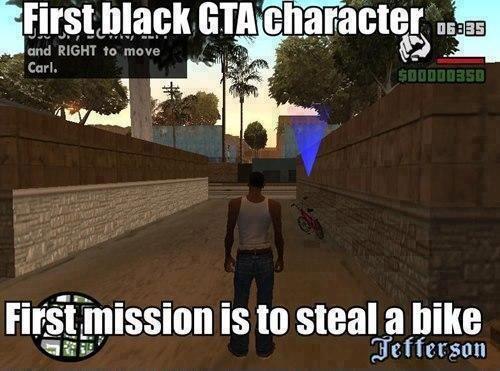 First black GTA character
06:35
and RIGHT to move
Carl.
$00000350
First mission is to steal a bike
Jefferson